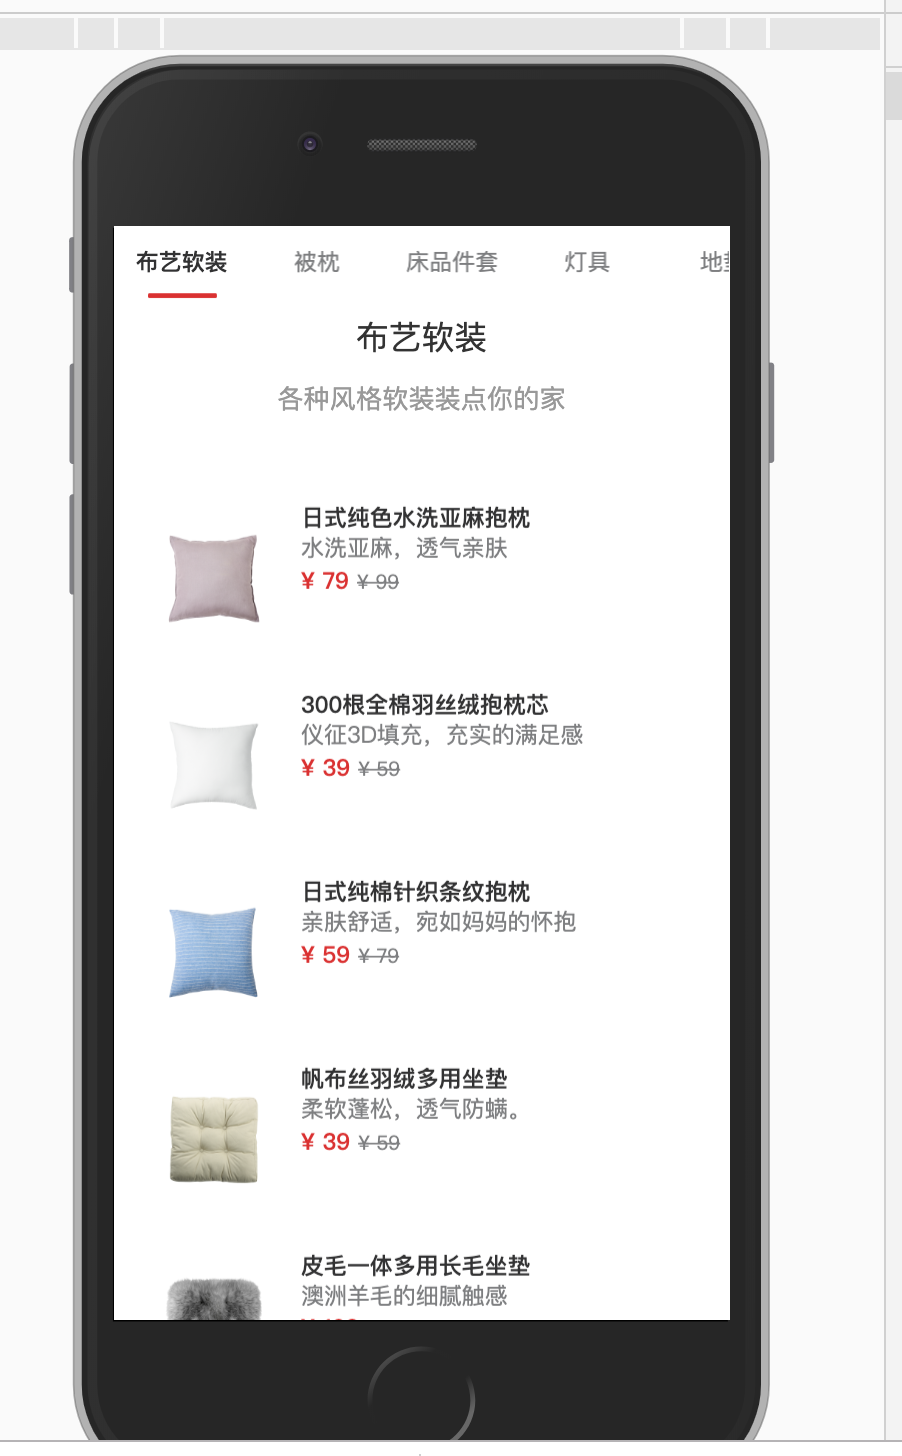 布艺软装 被枕 床品件套 灯具 地
布艺软装
各种风格软装装点你的家
日式纯色水洗亚麻抱枕
水洗亚麻，透气亲肤
¥ 79 ¥ 99
300根全棉羽丝绒抱枕芯
仪征3D填充，充实的满足感
¥ 39 ¥ 59
日式纯棉针织条纹抱枕
亲肤舒适，宛如妈妈的怀抱
¥ 59 ¥ 79
帆布丝羽绒多用坐垫
柔软蓬松，透气防螨。
¥ 39 ¥ 59
皮毛一体多用长毛坐垫
澳洲羊毛的细腻触感